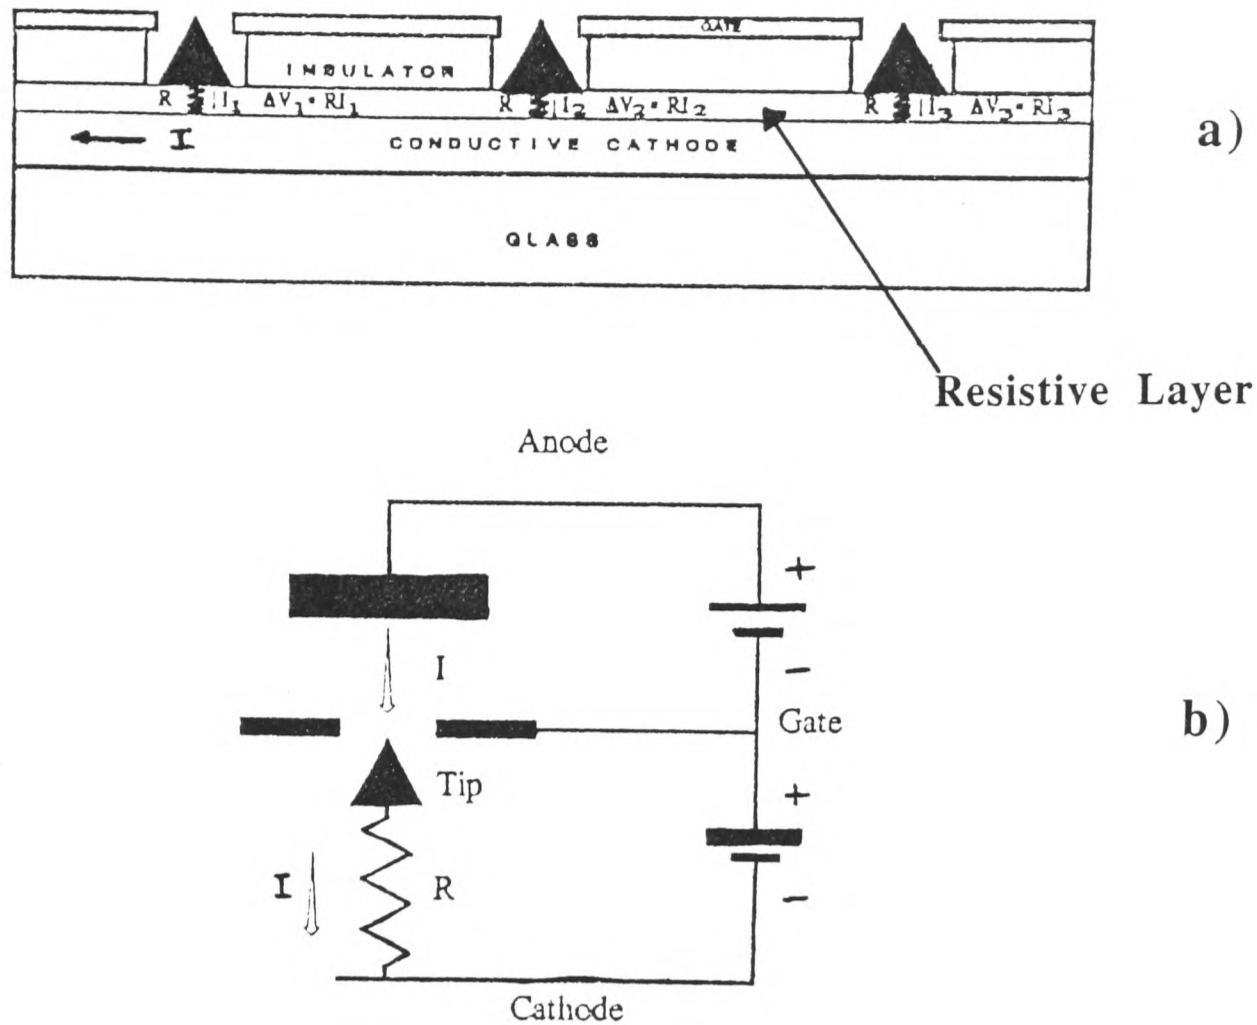 GATE
INSULATOR
R I1 ΔV1 = RI1 R I2 ΔV2 = RI2 R I3 ΔV3 = RI3
I
CONDUCTIVE CATHODE
a)
GLASS
Resistive Layer
Anode
+
I
−
Gate
b)
Tip
+
I
R
−
Cathode